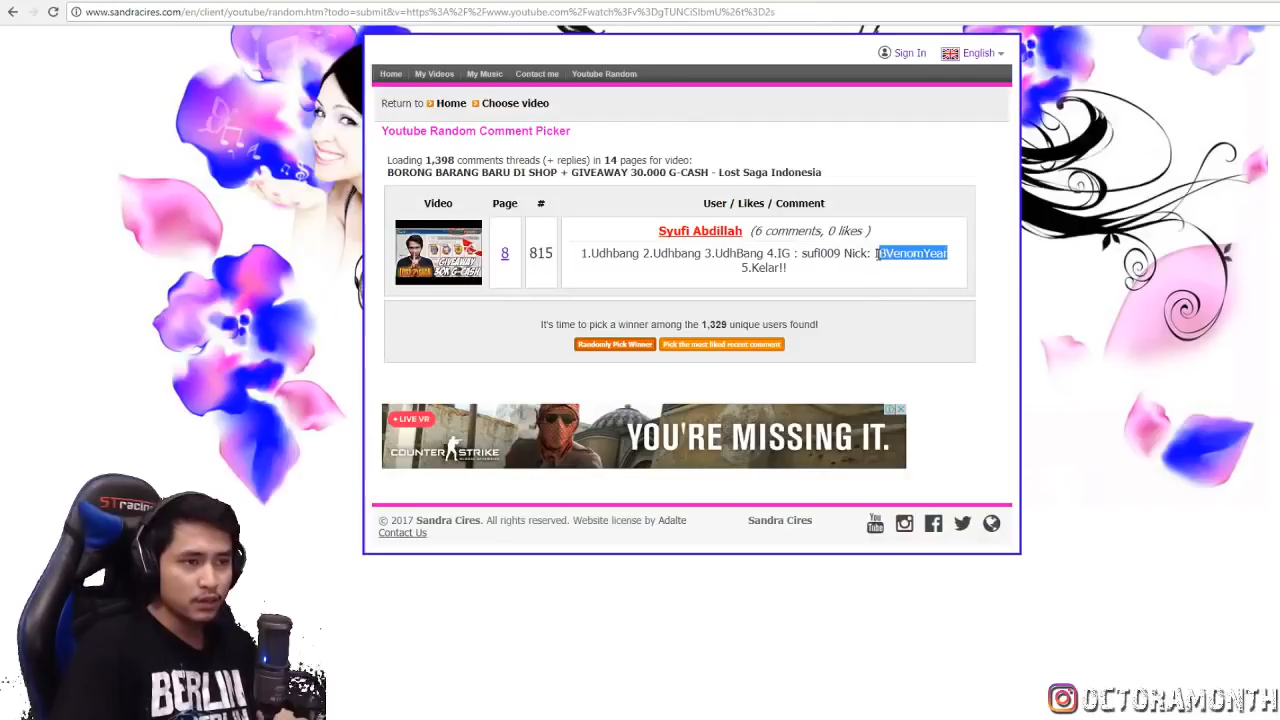 www.sandracires.com/en/client/youtube/random.htm?todo=submit&v=https%3A%2F%2Fwww.youtube.com%2Fwatch%3Fv%3DgTUNCiSIbmU%26t%3D2s
Sign In English
Home My Videos My Music Contact me Youtube Random
Return to Home Choose video
Youtube Random Comment Picker
Loading 1,398 comments threads (+ replies) in 14 pages for video:
BORONG BARANG BARU DI SHOP + GIVEAWAY 30.000 G-CASH - Lost Saga Indonesia
Video Page # User / Likes / Comment
Syufi Abdillah (6 comments, 0 likes )
8 815 1.Udhbang 2.Udhbang 3.UdhBang 4.IG : sufl009 Nick: IBVenomYear
5.Kelar!!
It's time to pick a winner among the 1,329 unique users found!
Randomly Pick Winner Pick the most liked recent comment
LIVE VR
YOU'RE MISSING IT.
COUNTER STRIKE
© 2017 Sandra Cires. All rights reserved. Website license by Adalte Sandra Cires You Tube
Contact Us
ST racing
BERLIN
DITORAMONTH